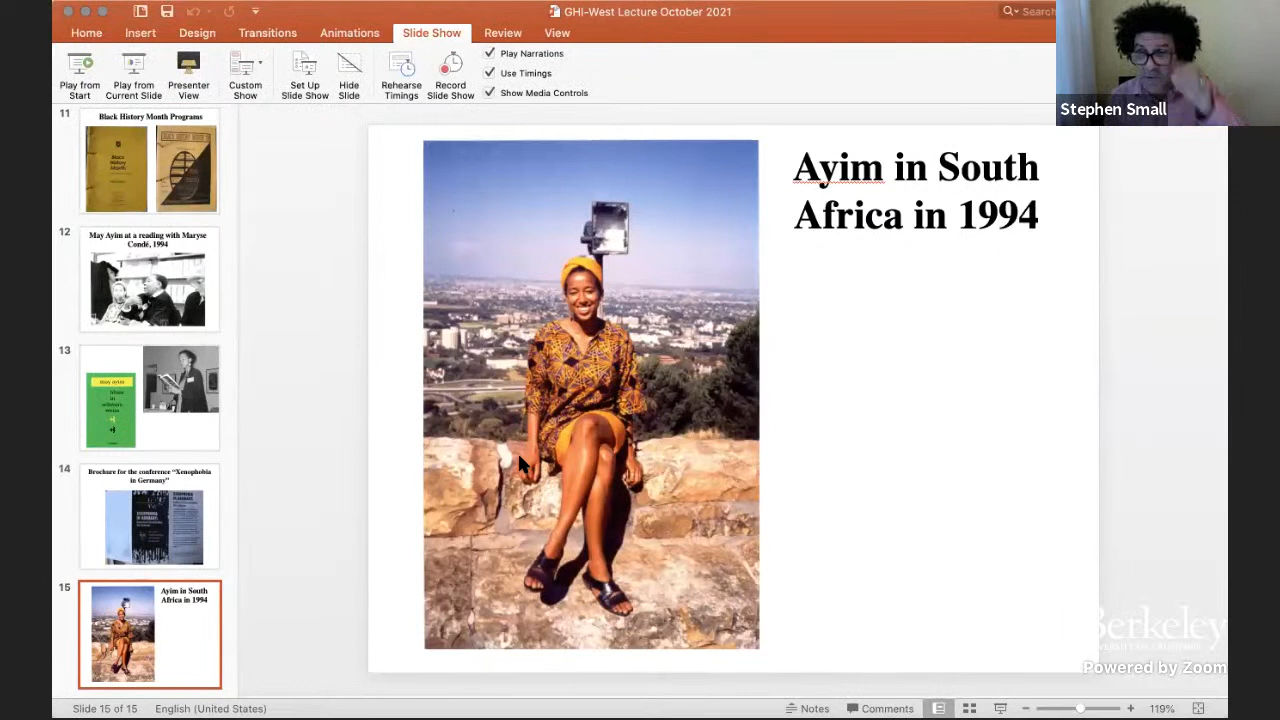 GHI-West Lecture October 2021
Search
Home Insert Design Transitions Animations Slide Show Review View
Play from Start
Play from Current Slide
Presenter View
Custom Show
Set Up Slide Show
Hide Slide
Rehearse Timings
Record Slide Show
Play Narrations
Use Timings
Show Media Controls
Stephen Small
11
Black History Month Programs
12
May Ayim at a reading with Maryse
Condé, 1994
13
may ayim
14
Brochure for the conference “Xenophobia
in Germany”
15
Ayim in South
Africa in 1994
Ayim in South
Africa in 1994
Berkeley
Powered by Zoom
Slide 15 of 15 English (United States) Notes Comments 119%